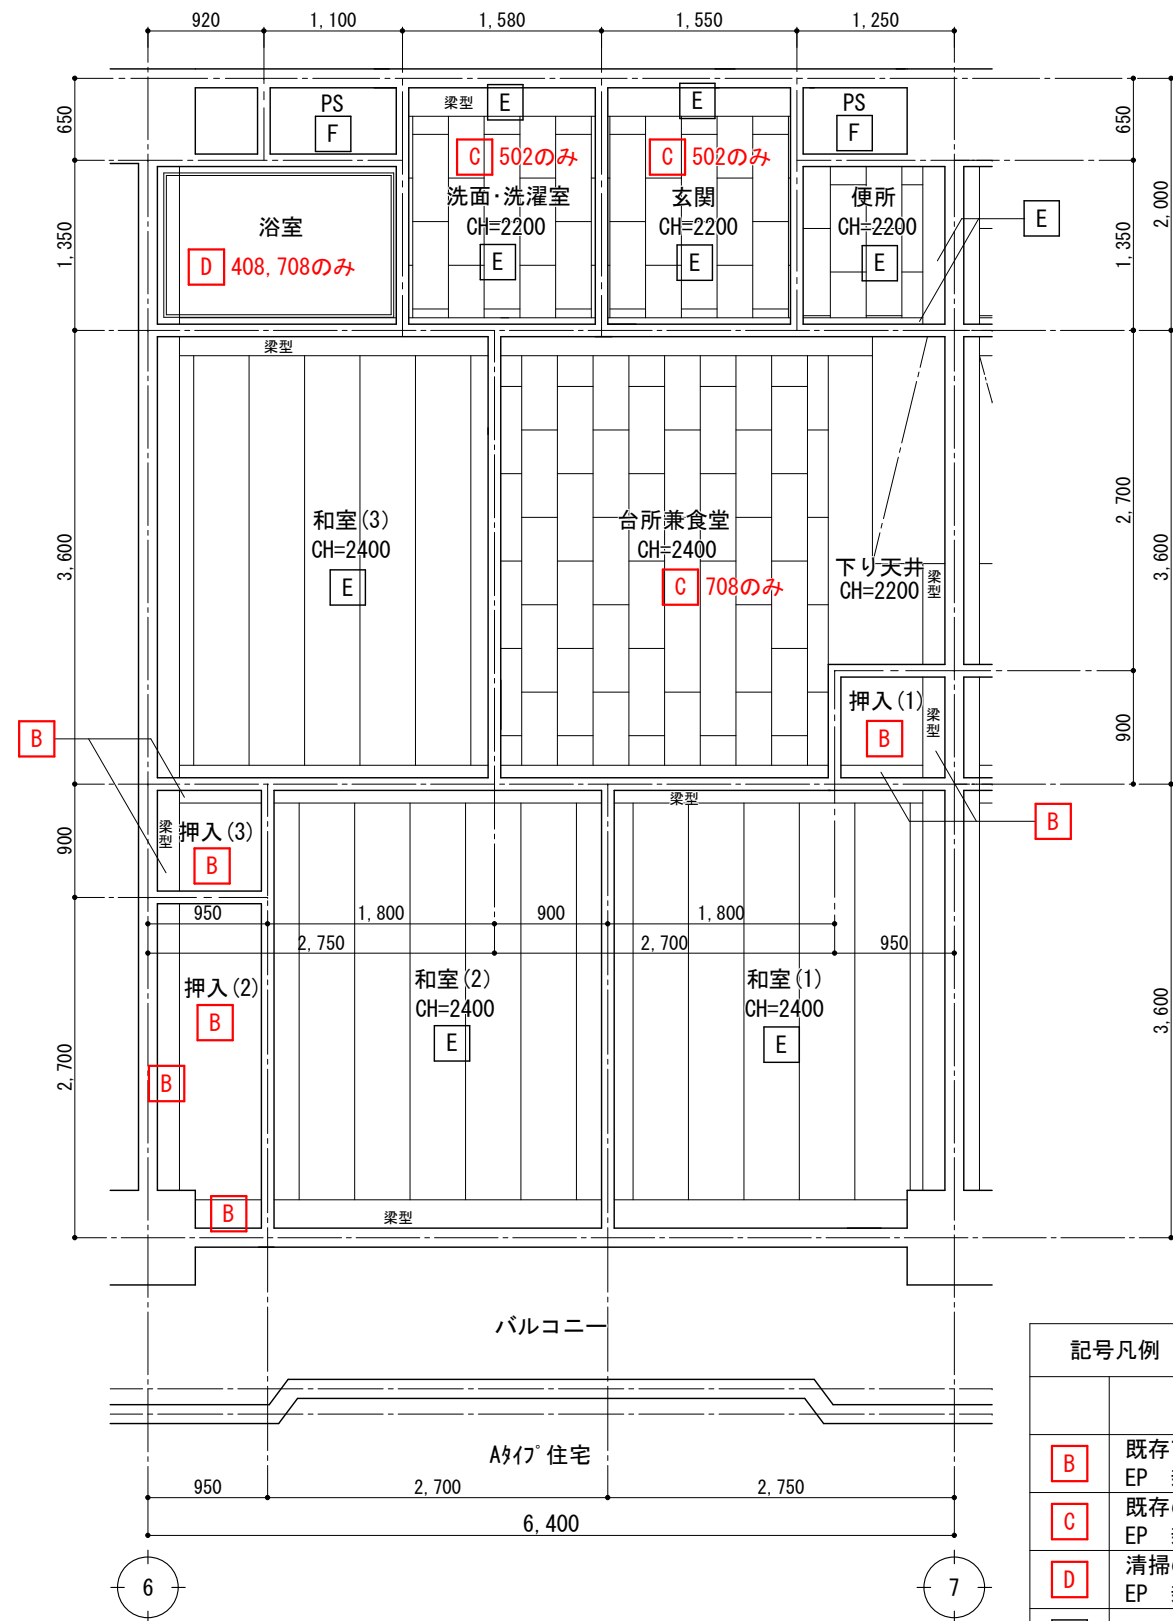 920
1,100
1,580
1,550
1,250
650
1,350
3,600
900
2,700
650
1,350
2,700
900
2,000
3,600
3,600
PS
F
梁型
E
E
PS
F
C 502のみ
C 502のみ
洗面・洗濯室
CH=2200
E
玄関
CH=2200
E
便所
CH=2200
E
E
浴室
D 408,708のみ
梁型
和室(3)
CH=2400
E
台所兼食堂
CH=2400
C 708のみ
下り天井
CH=2200
梁型
押入(1)
B
梁型
B
B
梁型
押入(3)
B
梁型
950
1,800
900
1,800
2,750
2,700
950
押入(2)
B
B
B
和室(2)
CH=2400
E
和室(1)
CH=2400
E
梁型
バルコニー
Aタイプ住宅
950
2,700
2,750
6,400
6
7
記号凡例
B
既存
EP
C
既存
EP
D
清掃
EP